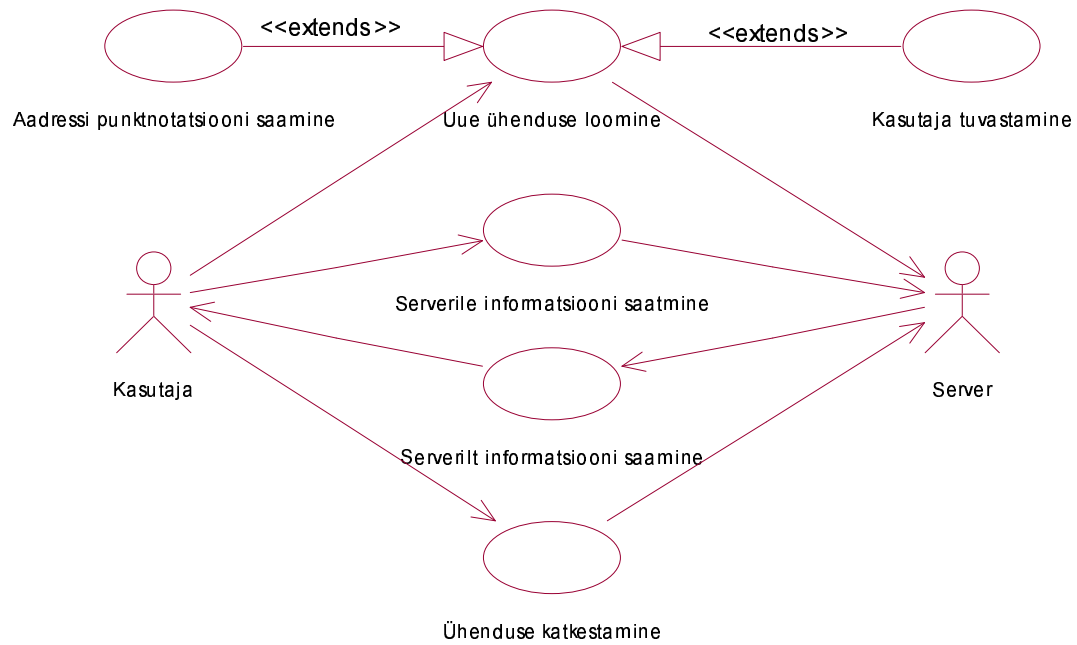 <<extends>>
<<extends>>
Aadressi punktnotatsiooni saamine
Uue ühenduse loomine
Kasutaja tuvastamine
Serverile informatsiooni saatmine
Kasutaja
Server
Serverilt informatsiooni saamine
Ühenduse katkestamine